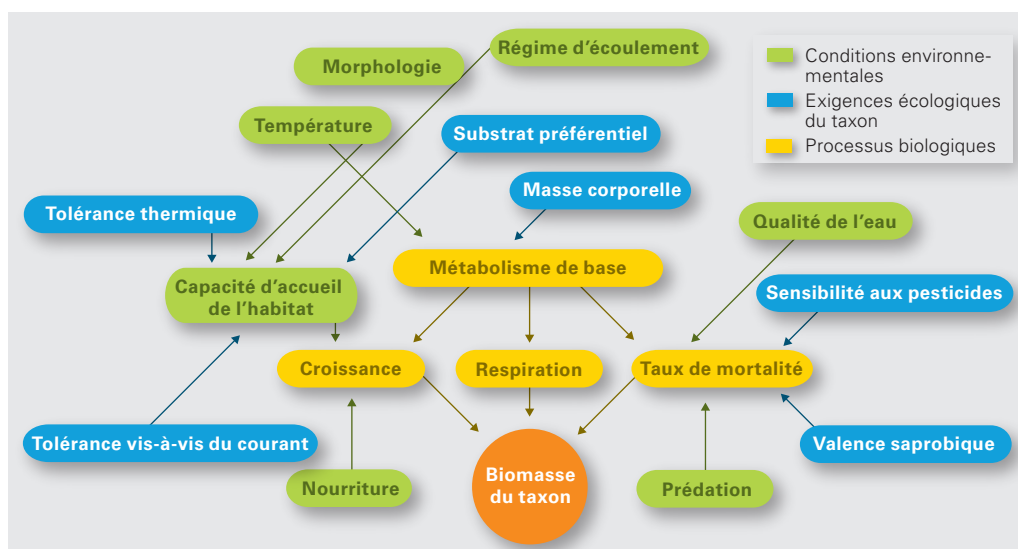 Régime d'écoulement
Morphologie
Conditions environne-
mentales
Exigences écologiques
du taxon
Processus biologiques
Température
Substrat préférentiel
Masse corporelle
Tolérance thermique
Qualité de l'eau
Métabolisme de base
Capacité d'accueil
de l'habitat
Sensibilité aux pesticides
Croissance
Respiration
Taux de mortalité
Tolérance vis-à-vis du courant
Valence saprobique
Biomasse
du taxon
Nourriture
Prédation